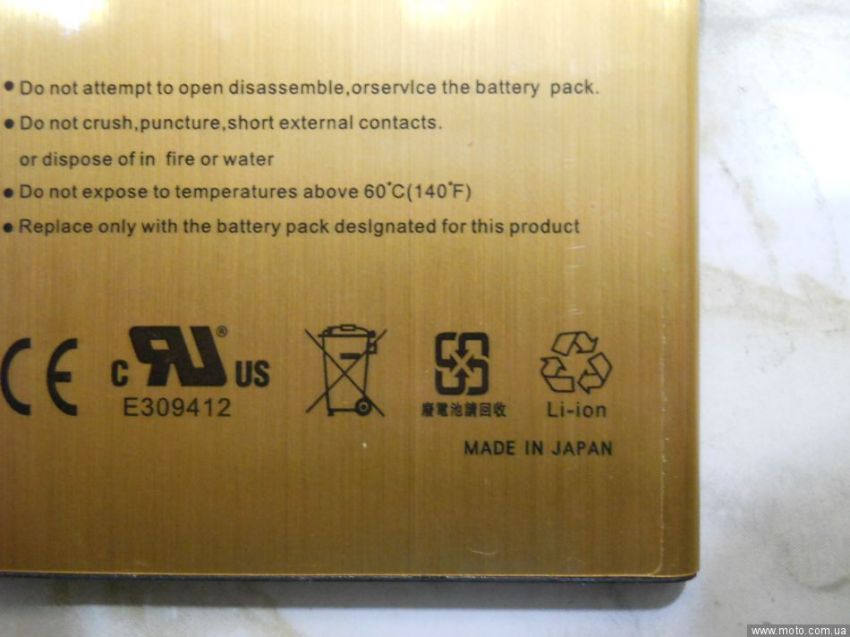 • Do not attempt to open disassemble,orservIce the battery pack.
• Do not crush,puncture,short external contacts.
or dispose of in fire or water
• Do not expose to temperatures above 60°C(140°F)
• Replace only with the battery pack desIgnated for this product
CE
c RU® US
E309412
廢電池請回收
Li-ion
MADE IN JAPAN
www.moto.com.ua